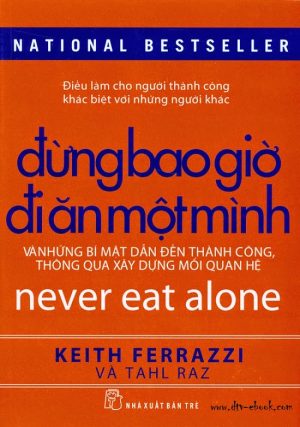 NATIONAL BESTSELLER
Điều làm cho người thành công
khác biệt với những người khác
đừng bao giờ
đi ăn một mình
VÀ NHỮNG BÍ MẬT DẪN ĐẾN THÀNH CÔNG,
THÔNG QUA XÂY DỰNG MỐI QUAN HỆ
never eat alone
KEITH FERRAZZI
VÀ TAHL RAZ
NHÀ XUẤT BẢN TRẺ
www.dtv-ebook.com